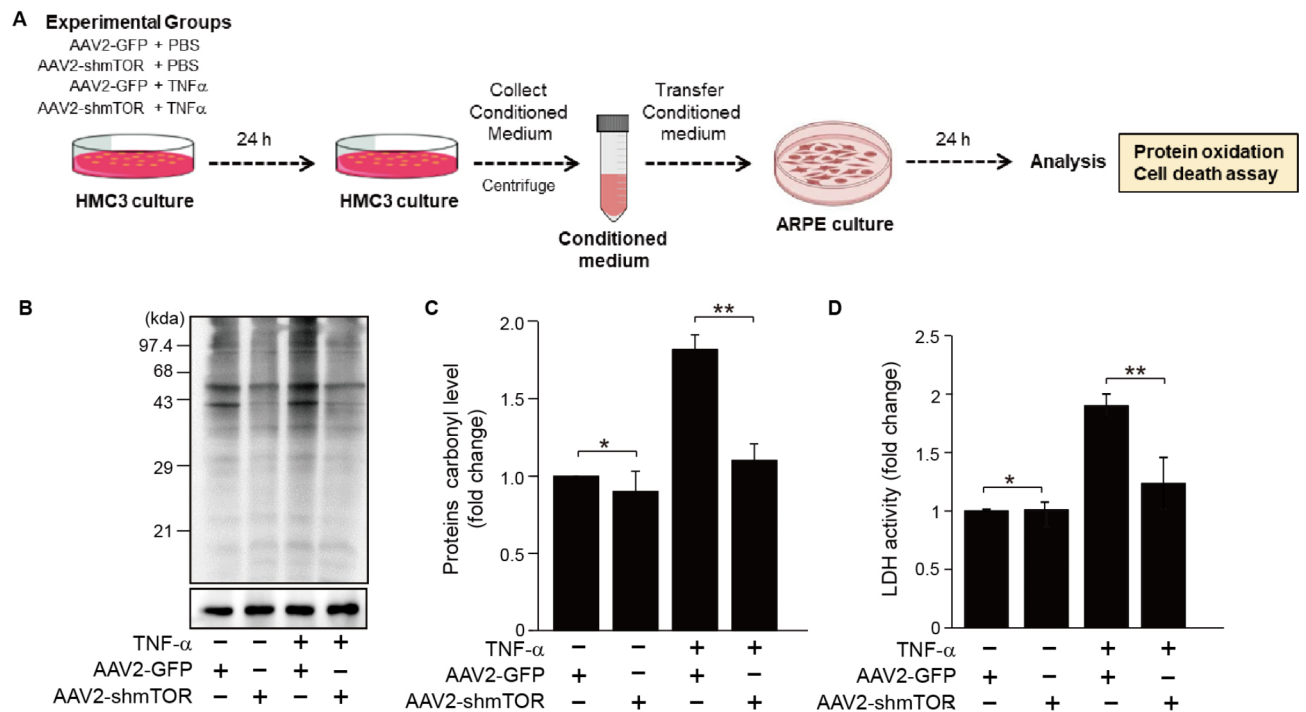 A
Experimental Groups
AAV2-GFP + PBS
AAV2-shmTOR + PBS
AAV2-GFP + TNFα
AAV2-shmTOR + TNFα
HMC3 culture
24 h
HMC3 culture
Collect
Conditioned
Medium
Centrifuge
Conditioned
medium
Transfer
Conditioned
medium
ARPE culture
24 h
Analysis
Protein oxidation
Cell death assay
B
(kda)
97.4
68
43
29
21
TNF-α − − + +
AAV2-GFP + − + −
AAV2-shmTOR − + − +
C
Proteins carbonyl level
(fold change)
2.0
1.5
1.0
0.5
0
*
**
TNF-α − − + +
AAV2-GFP + − + −
AAV2-shmTOR − + − +
D
LDH activity (fold change)
2.5
2
1.5
1
0.5
0
*
**
TNF-α − − + +
AAV2-GFP + − + −
AAV2-shmTOR − + − +